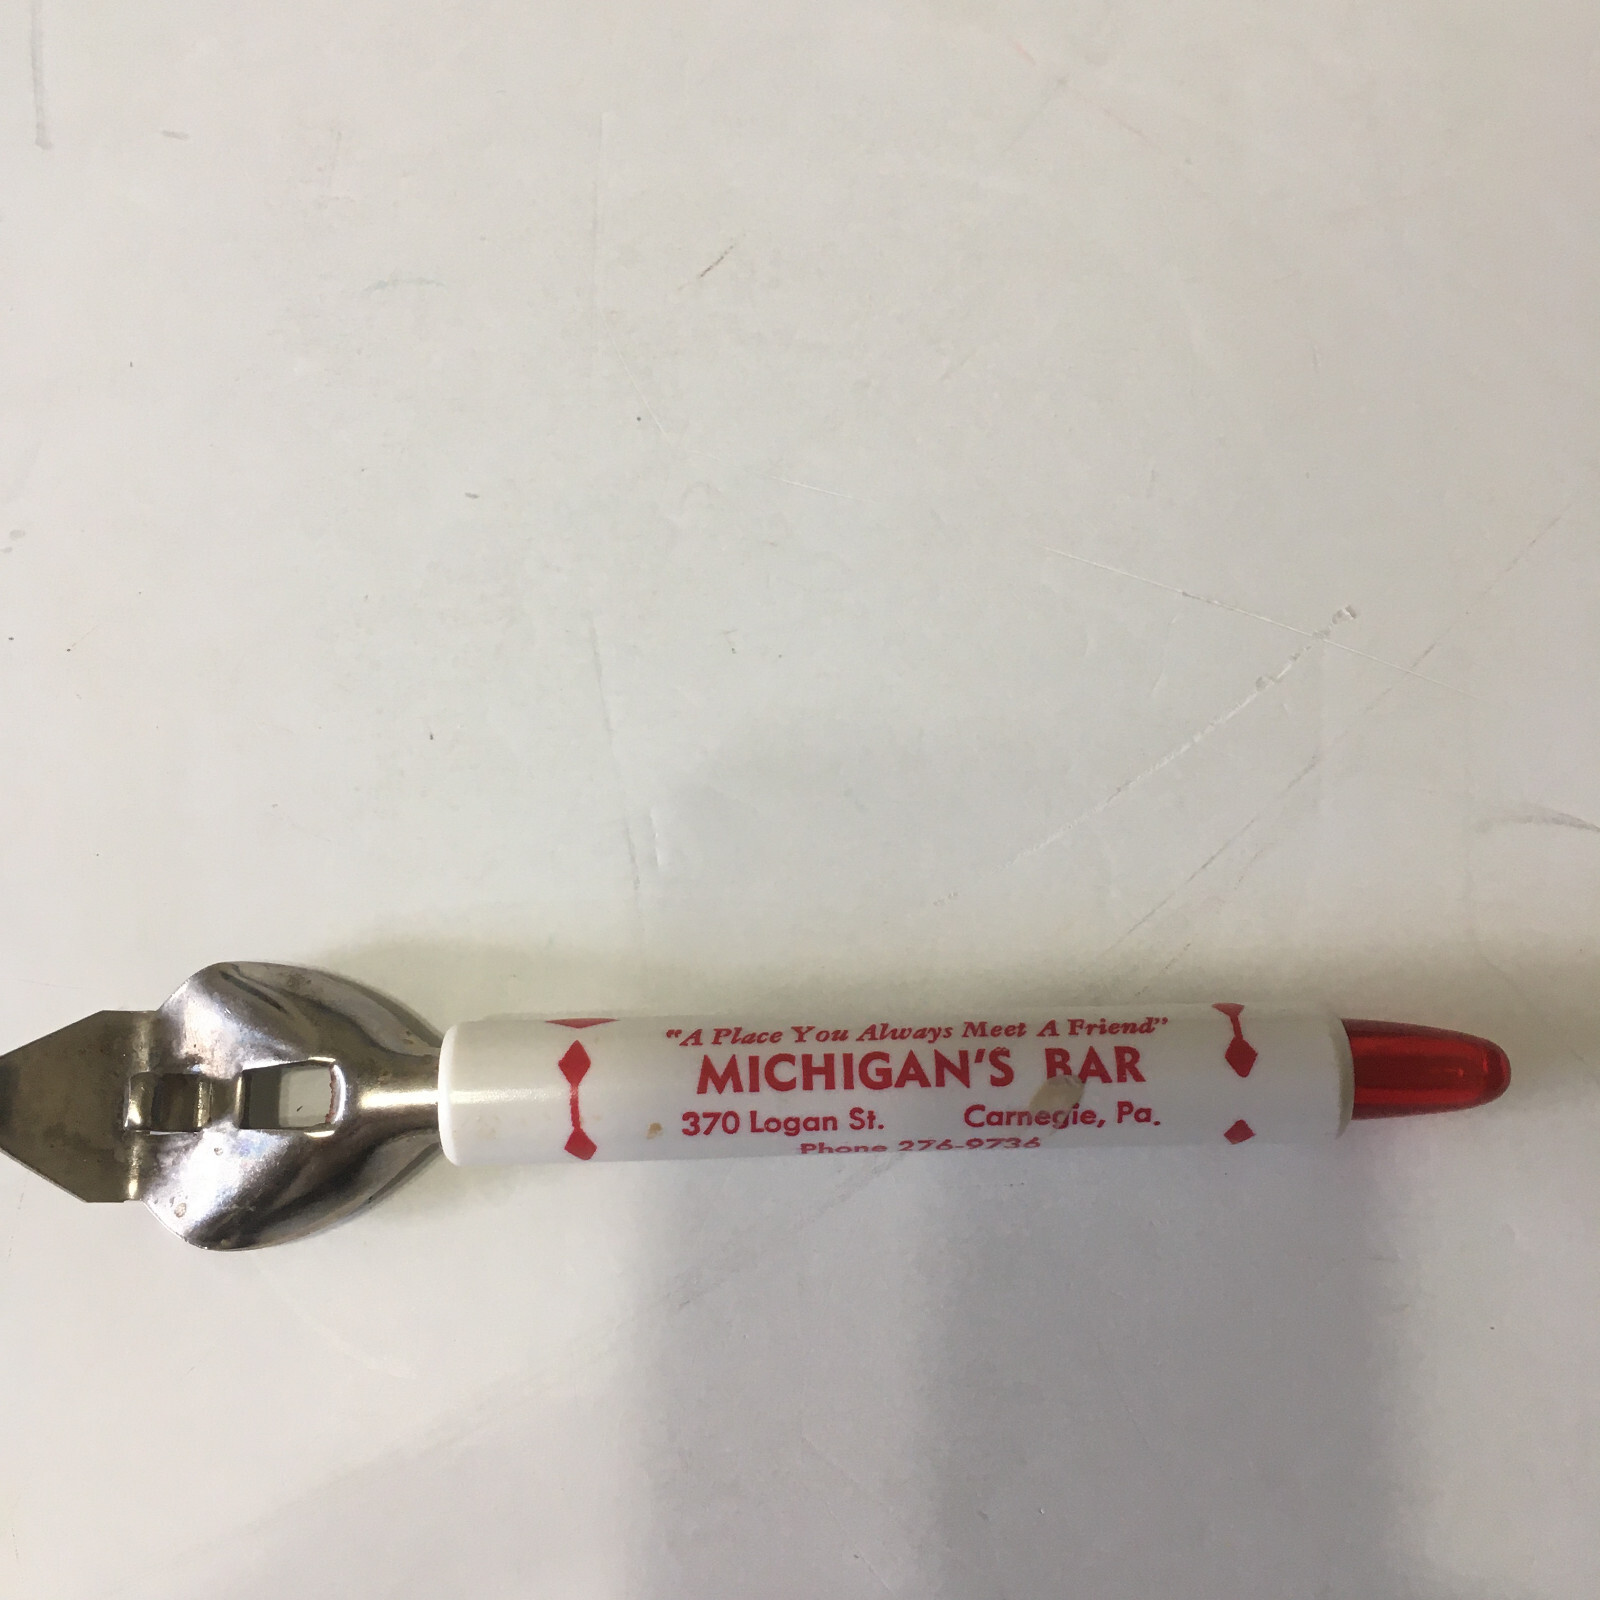 "A Place You Always Meet A Friend"
MICHIGAN'S BAR
370 Logan St. Carnegie, Pa.
Phone 276-9736